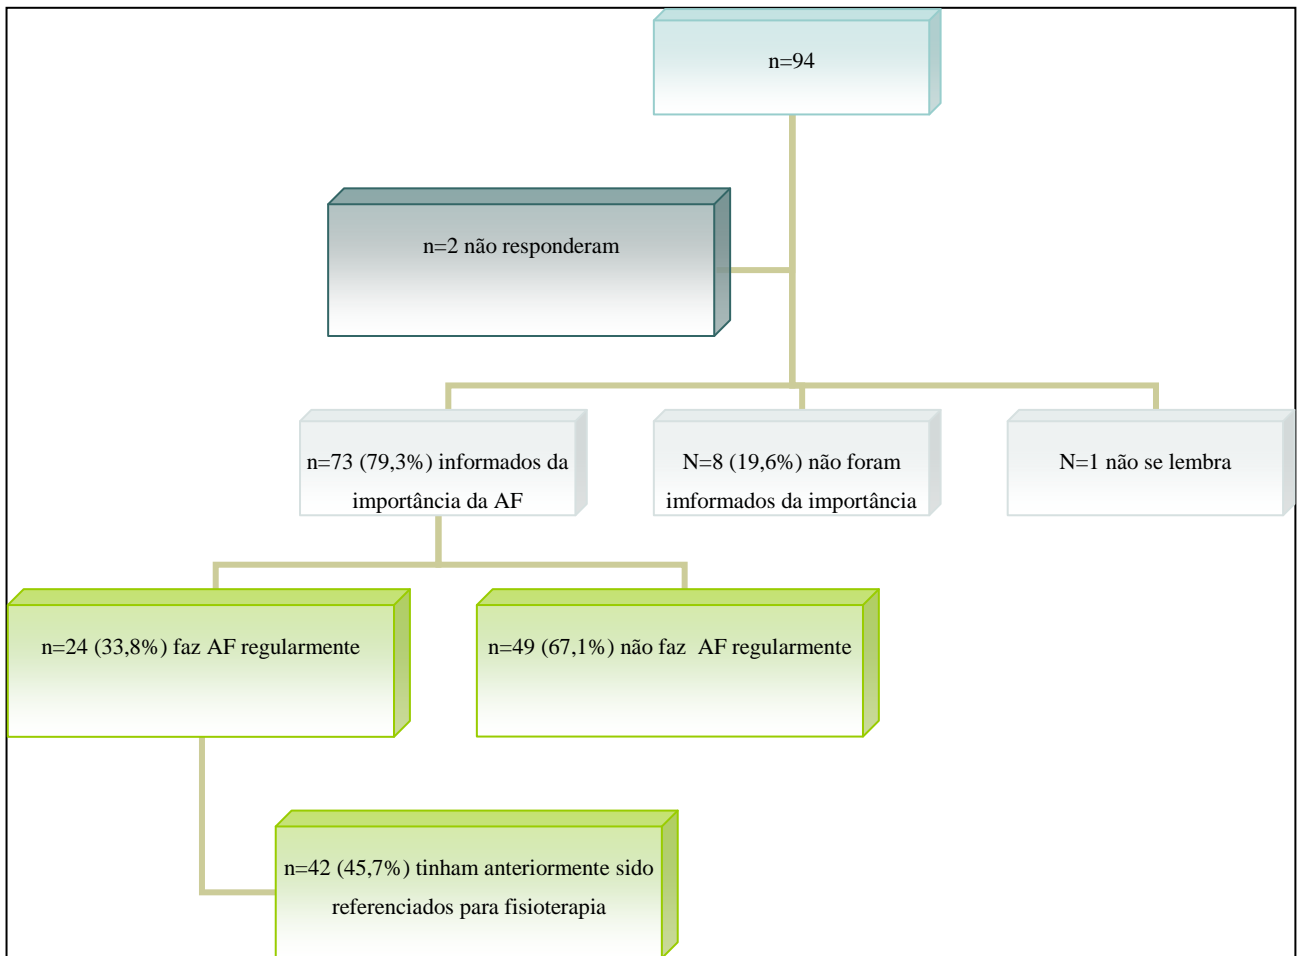 n=94
n=2 não responderam
n=73 (79,3%) informados da
importância da AF
N=8 (19,6%) não foram
imformados da importância
N=1 não se lembra
n=24 (33,8%) faz AF regularmente
n=49 (67,1%) não faz  AF regularmente
n=42 (45,7%) tinham anteriormente sido
referenciados para fisioterapia